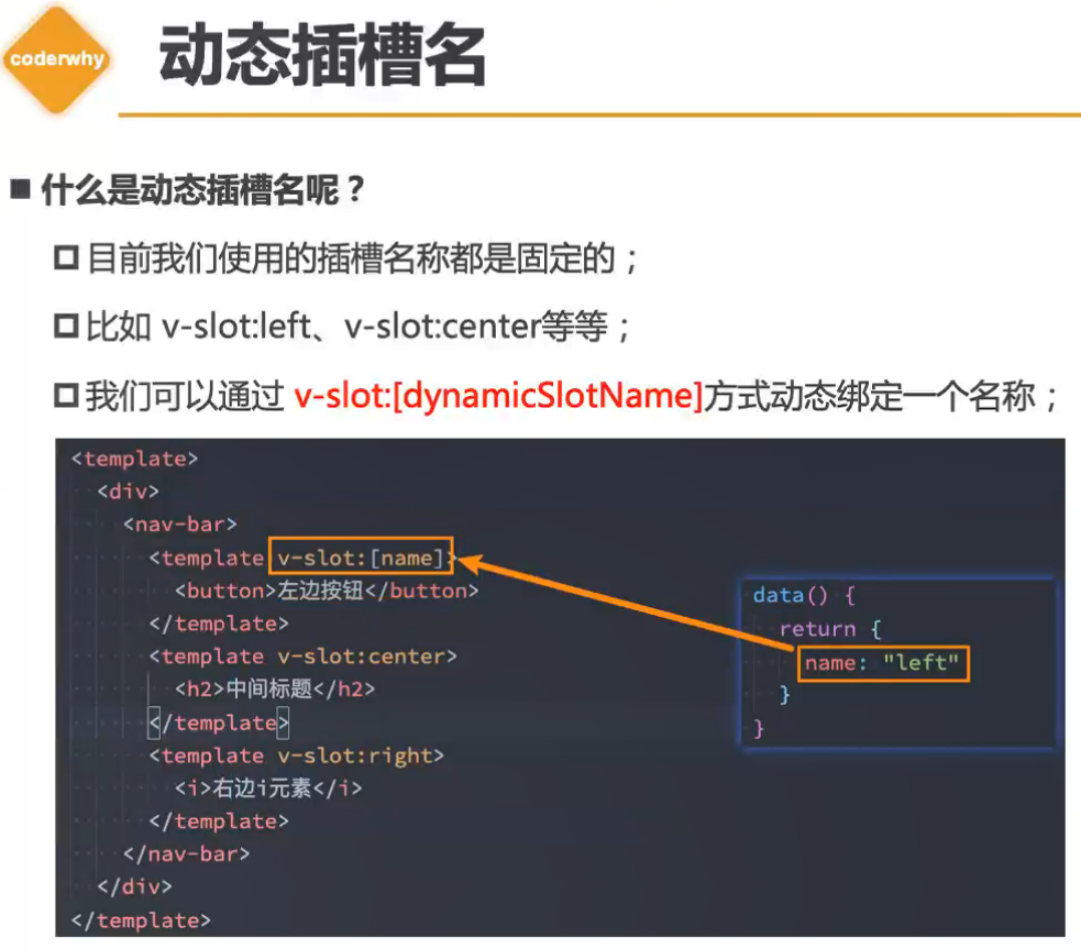 coderwhy
动态插槽名
什么是动态插槽名呢？
目前我们使用的插槽名称都是固定的；
比如 v-slot:left、v-slot:center等等；
我们可以通过 v-slot:[dynamicSlotName]方式动态绑定一个名称；
<template>
<div>
<nav-bar>
<template v-slot:[name]>
<button>左边按钮</button>
</template>
<template v-slot:center>
<h2>中间标题</h2>
</template>
<template v-slot:right>
<i>右边i元素</i>
</template>
</nav-bar>
</div>
</template>
data() {
return {
name: "left"
}
}